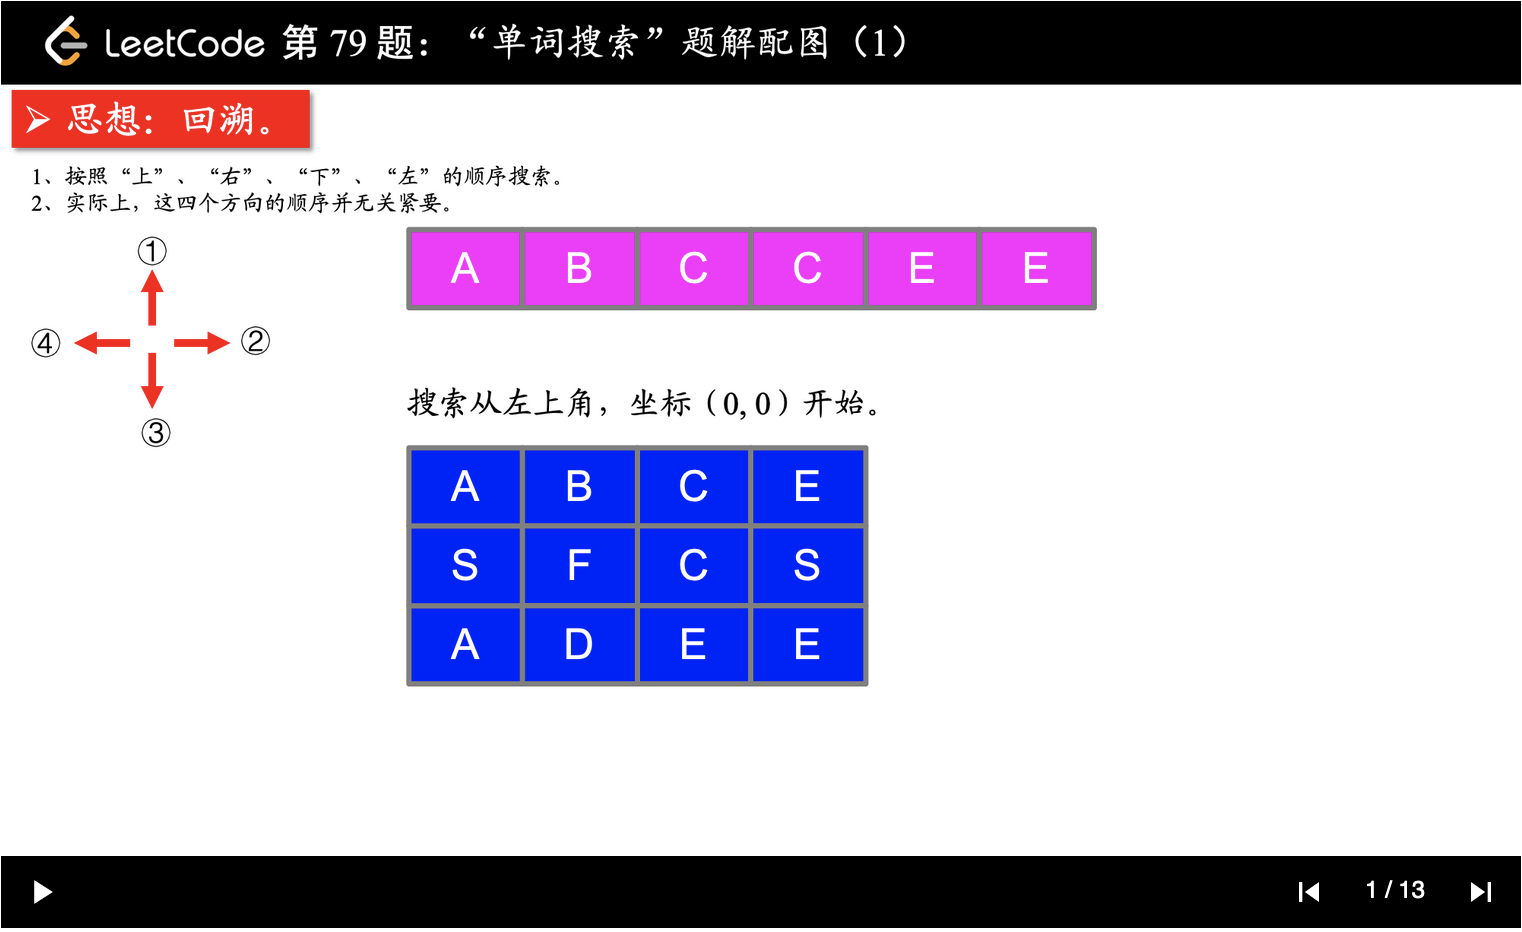 LeetCode 第 79 题：“单词搜索”题解配图（1）
➢ 思想： 回溯。
1、按照“上”、“右”、“下”、“左”的顺序搜索。
2、实际上，这四个方向的顺序并无关紧要。
①
④ ②
③
A B C C E E
搜索从左上角，坐标（0, 0）开始。
A B C E
S F C S
A D E E
1 / 13